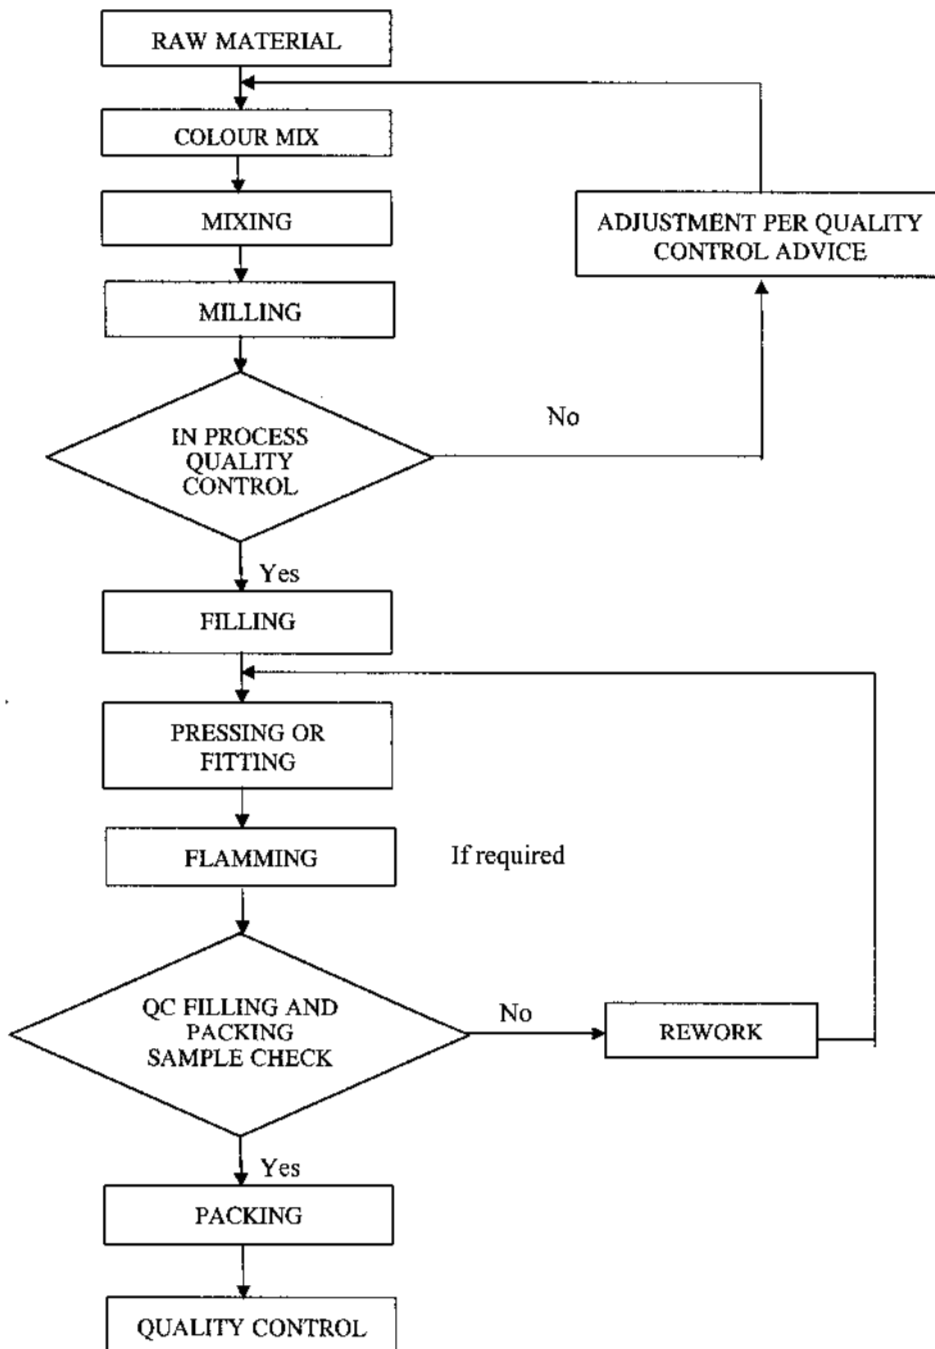 RAW MATERIAL
COLOUR MIX
MIXING
ADJUSTMENT PER QUALITY
CONTROL ADVICE
MILLING
No
IN PROCESS
QUALITY
CONTROL
Yes
FILLING
PRESSING OR
FITTING
FLAMMING
If required
QC FILLING AND
PACKING
SAMPLE CHECK
No
REWORK
Yes
PACKING
QUALITY CONTROL